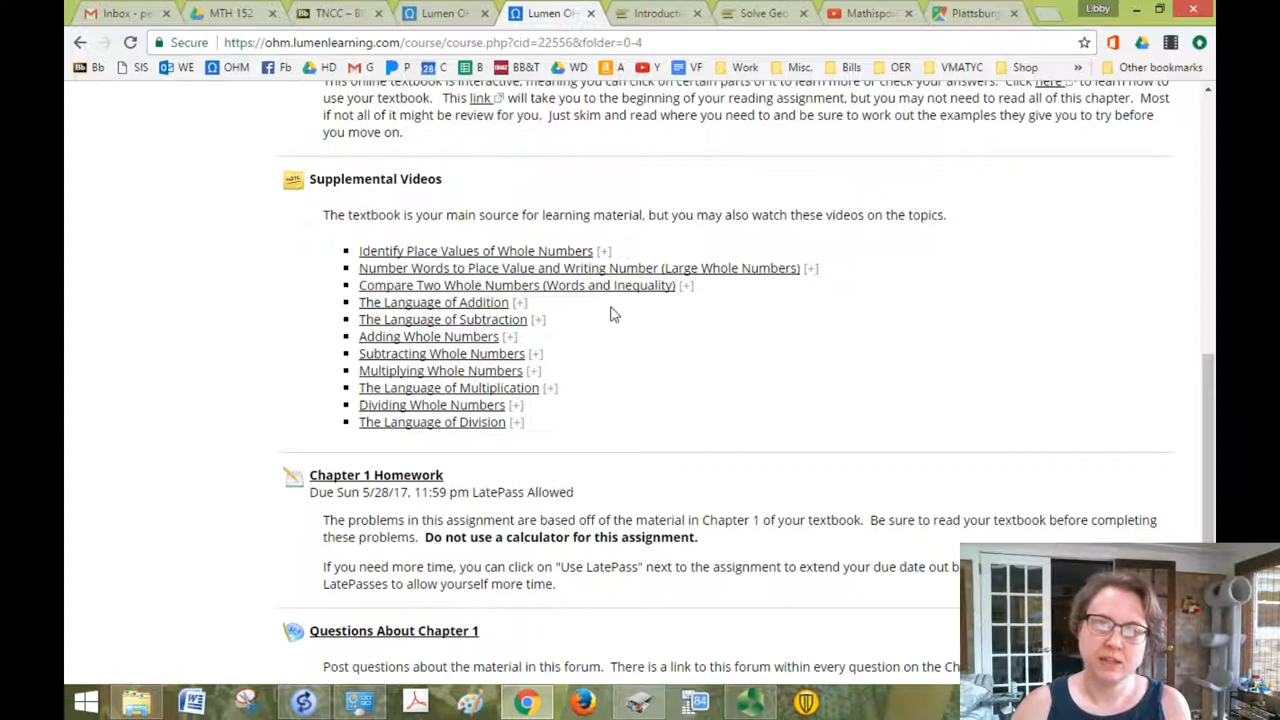 Inbox - pe
MTH 152
TNCC – Bl
Lumen OH
Lumen OH
Introducti
Solve Geo
Mathispo
Plattsburg
Libby
Secure
https://ohm.lumenlearning.com/course/course.php?cid=22556&folder=0-4
Bb SIS WE OHM Fb HD G P C B BB&T WD A Y VF Work Misc. Bills OER VMATYC Shop » Other bookmarks
This online textbook is interactive, meaning you can click on certain parts of it to learn more or check your answers. Click here to learn how to
use your textbook. This link will take you to the beginning of your reading assignment, but you may not need to read all of this chapter. Most
if not all of it might be review for you. Just skim and read where you need to and be sure to work out the examples they give you to try before
you move on.
NOTE
Supplemental Videos
The textbook is your main source for learning material, but you may also watch these videos on the topics.
Identify Place Values of Whole Numbers [+]
Number Words to Place Value and Writing Number (Large Whole Numbers) [+]
Compare Two Whole Numbers (Words and Inequality) [+]
The Language of Addition [+]
The Language of Subtraction [+]
Adding Whole Numbers [+]
Subtracting Whole Numbers [+]
Multiplying Whole Numbers [+]
The Language of Multiplication [+]
Dividing Whole Numbers [+]
The Language of Division [+]
Chapter 1 Homework
Due Sun 5/28/17, 11:59 pm LatePass Allowed
The problems in this assignment are based off of the material in Chapter 1 of your textbook. Be sure to read your textbook before completing
these problems. Do not use a calculator for this assignment.
If you need more time, you can click on "Use LatePass" next to the assignment to extend your due date out b
LatePasses to allow yourself more time.
Questions About Chapter 1
Post questions about the material in this forum. There is a link to this forum within every question on the Ch
84